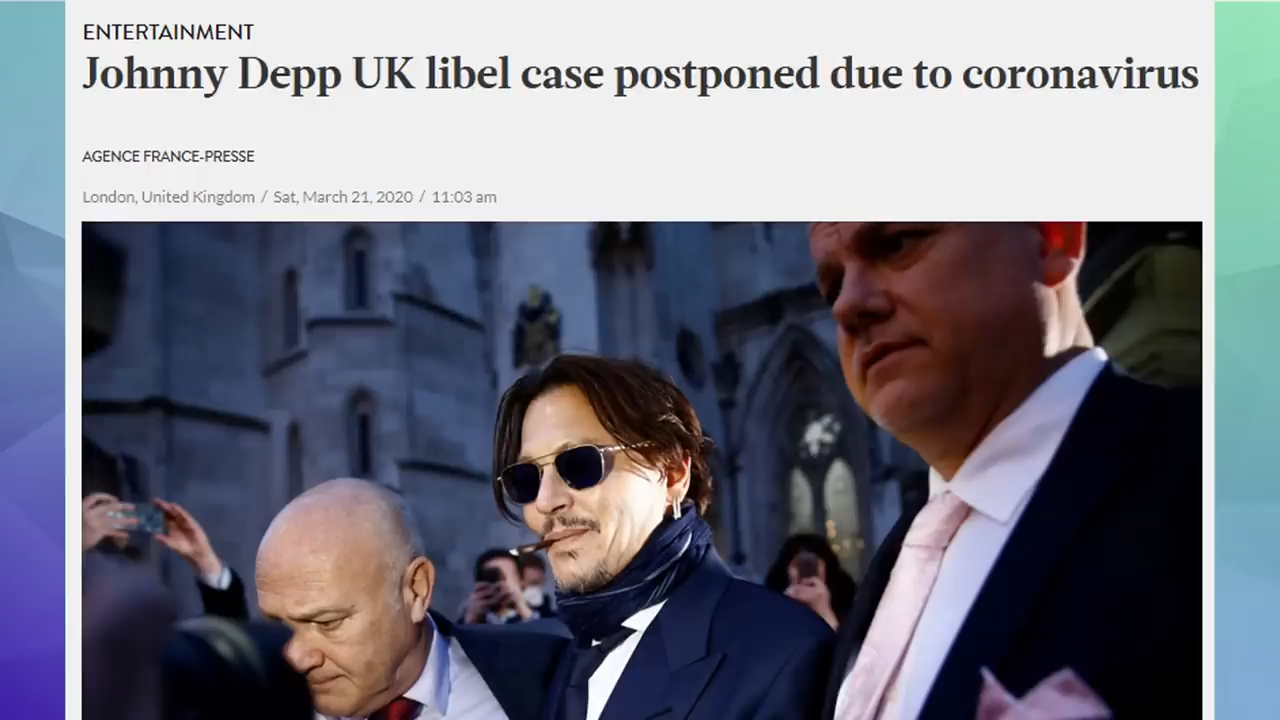 ENTERTAINMENT
Johnny Depp UK libel case postponed due to coronavirus
AGENCE FRANCE-PRESSE
London, United Kingdom / Sat, March 21, 2020 / 11:03 am